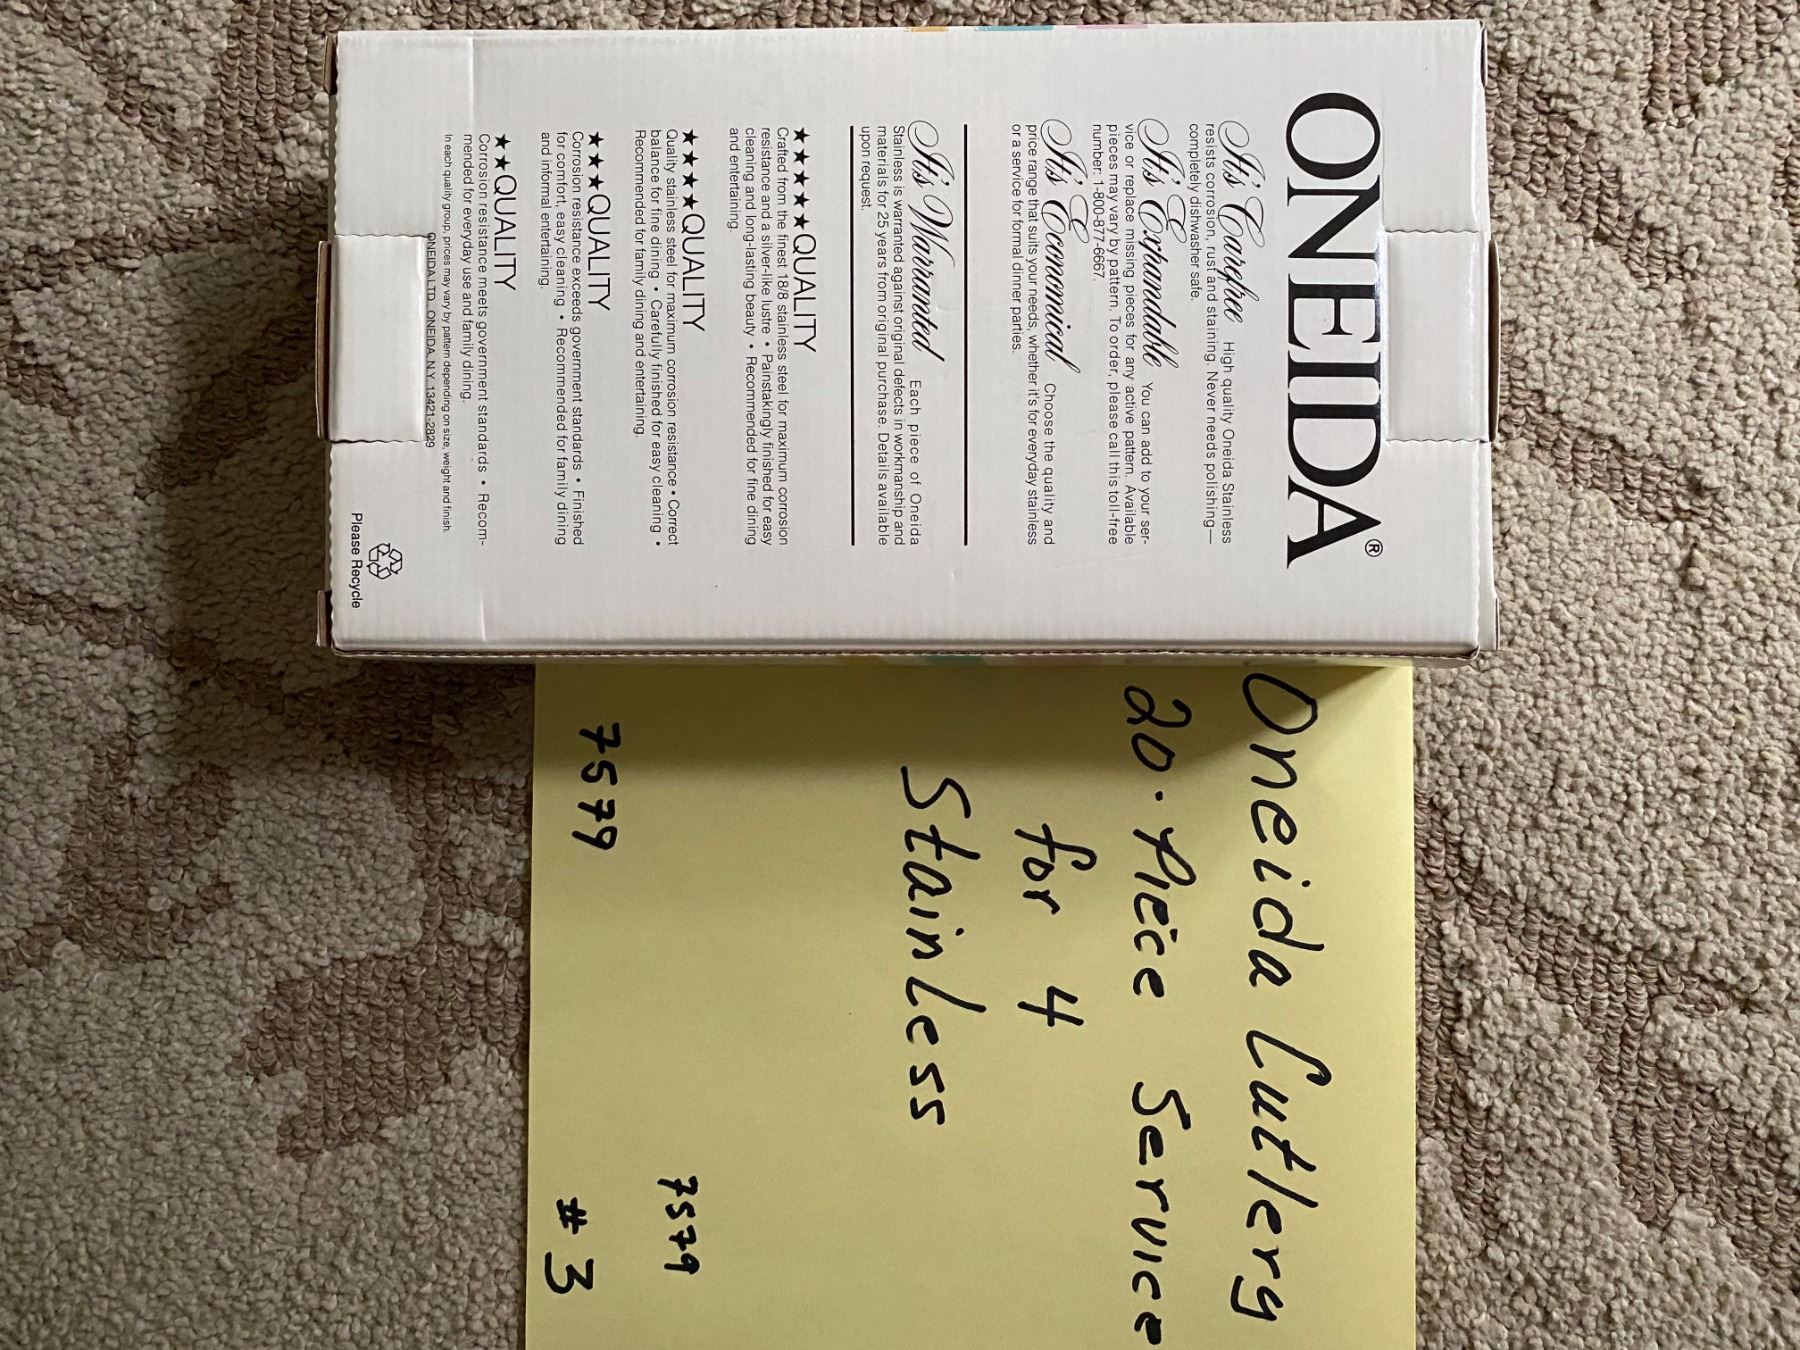 ONEIDA®
It's Carefree High quality Oneida Stainless
resists corrosion, rust and staining. Never needs polishing—
completely dishwasher safe.
It's Expandable You can add to your ser-
vice or replace missing pieces for any active pattern. Available
pieces may vary by pattern. To order, please call this toll-free
number: 1-800-877-6667.
It's Economical Choose the quality and
price range that suits your needs, whether it's for everyday stainless
or a service for formal dinner parties.
It's Warranted Each piece of Oneida
Stainless is warranted against original defects in workmanship and
materials for 25 years from original purchase. Details available
upon request.
★★★★★QUALITY
Crafted from the finest 18/8 stainless steel for maximum corrosion
resistance and a silver-like lustre • Painstakingly finished for easy
cleaning and long-lasting beauty • Recommended for fine dining
and entertaining.
★★★★QUALITY
Quality stainless steel for maximum corrosion resistance • Correct
balance for fine dining • Carefully finished for easy cleaning •
Recommended for family dining and entertaining.
★★★QUALITY
Corrosion resistance exceeds government standards • Finished
for comfort, easy cleaning • Recommended for family dining
and informal entertaining.
★★QUALITY
Corrosion resistance meets government standards • Recom-
mended for everyday use and family dining.
In each quality group, prices may vary by pattern depending on size, weight and finish.
ONEIDA LTD. ONEIDA, N.Y. 13421-2829
Please Recycle
Oneida Cutlery
20.Piece Service
for 4
Stainless
7579
7579
#3